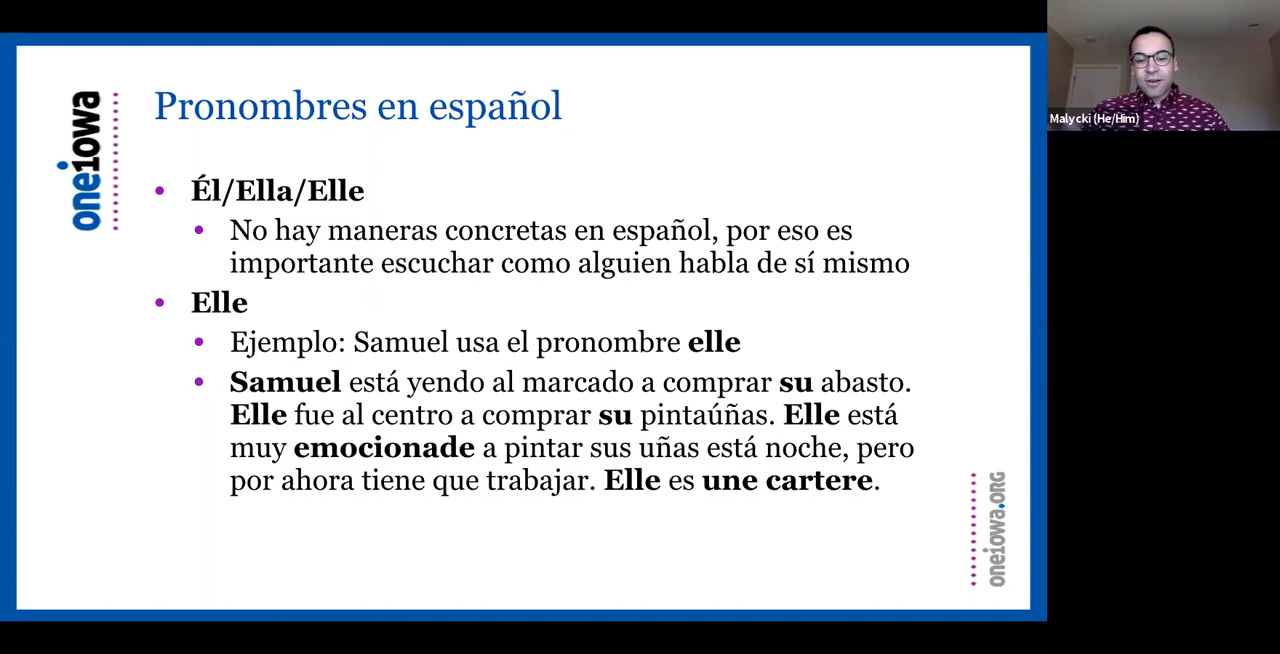 oneiowa
Pronombres en español
Malycki (He/Him)
• Él/Ella/Elle
• No hay maneras concretas en español, por eso es
importante escuchar como alguien habla de sí mismo
• Elle
• Ejemplo: Samuel usa el pronombre elle
• Samuel está yendo al marcado a comprar su abasto.
Elle fue al centro a comprar su pintaúñas. Elle está
muy emocionade a pintar sus uñas está noche, pero
por ahora tiene que trabajar. Elle es une cartere.
oneiowa.ORG